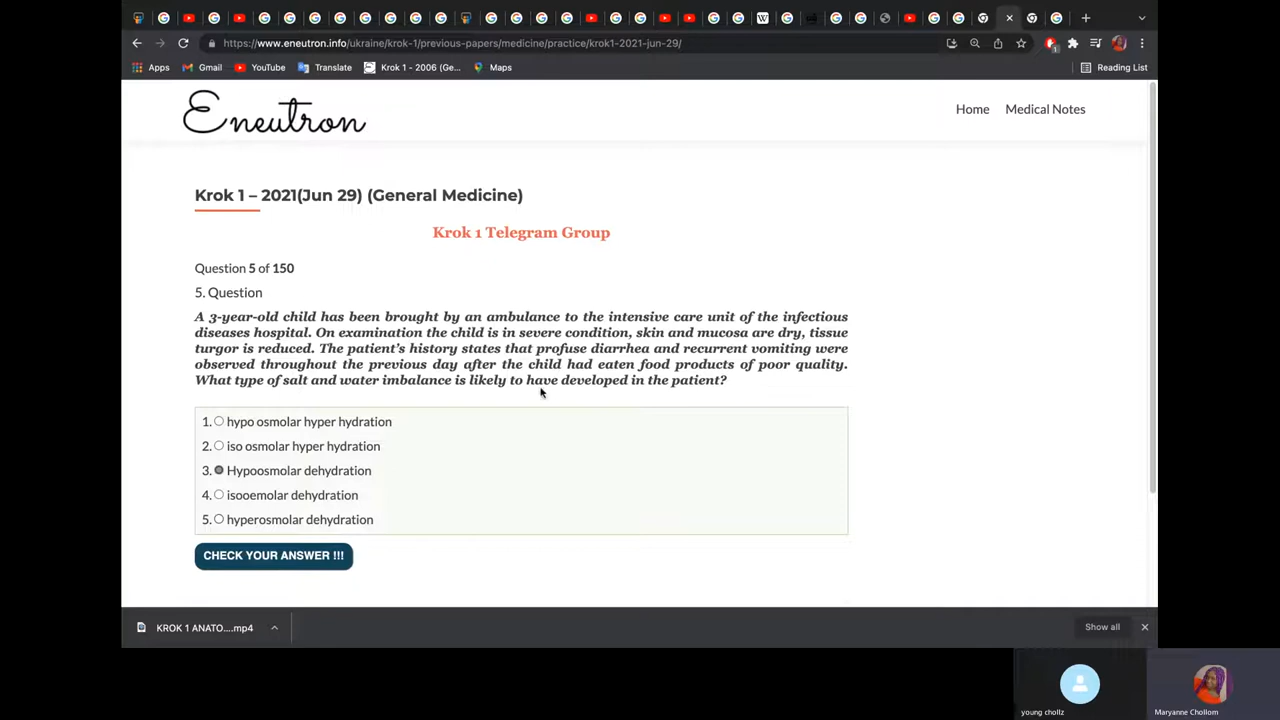 https://www.eneutron.info/ukraine/krok-1/previous-papers/medicine/practice/krok1-2021-jun-29/
Apps
Gmail
YouTube
Translate
Krok 1 - 2006 (Ge...
Maps
Reading List
Eneutron
Home
Medical Notes
Krok 1 – 2021(Jun 29) (General Medicine)
Krok 1 Telegram Group
Question 5 of 150
5. Question
A 3-year-old child has been brought by an ambulance to the intensive care unit of the infectious
diseases hospital. On examination the child is in severe condition, skin and mucosa are dry, tissue
turgor is reduced. The patient's history states that profuse diarrhea and recurrent vomiting were
observed throughout the previous day after the child had eaten food products of poor quality.
What type of salt and water imbalance is likely to have developed in the patient?
1. hypo osmolar hyper hydration
2. iso osmolar hyper hydration
3. Hypoosmolar dehydration
4. isooemolar dehydration
5. hyperosmolar dehydration
CHECK YOUR ANSWER !!!
KROK 1 ANATO....mp4
Show all
young chollz
Maryanne Chollom